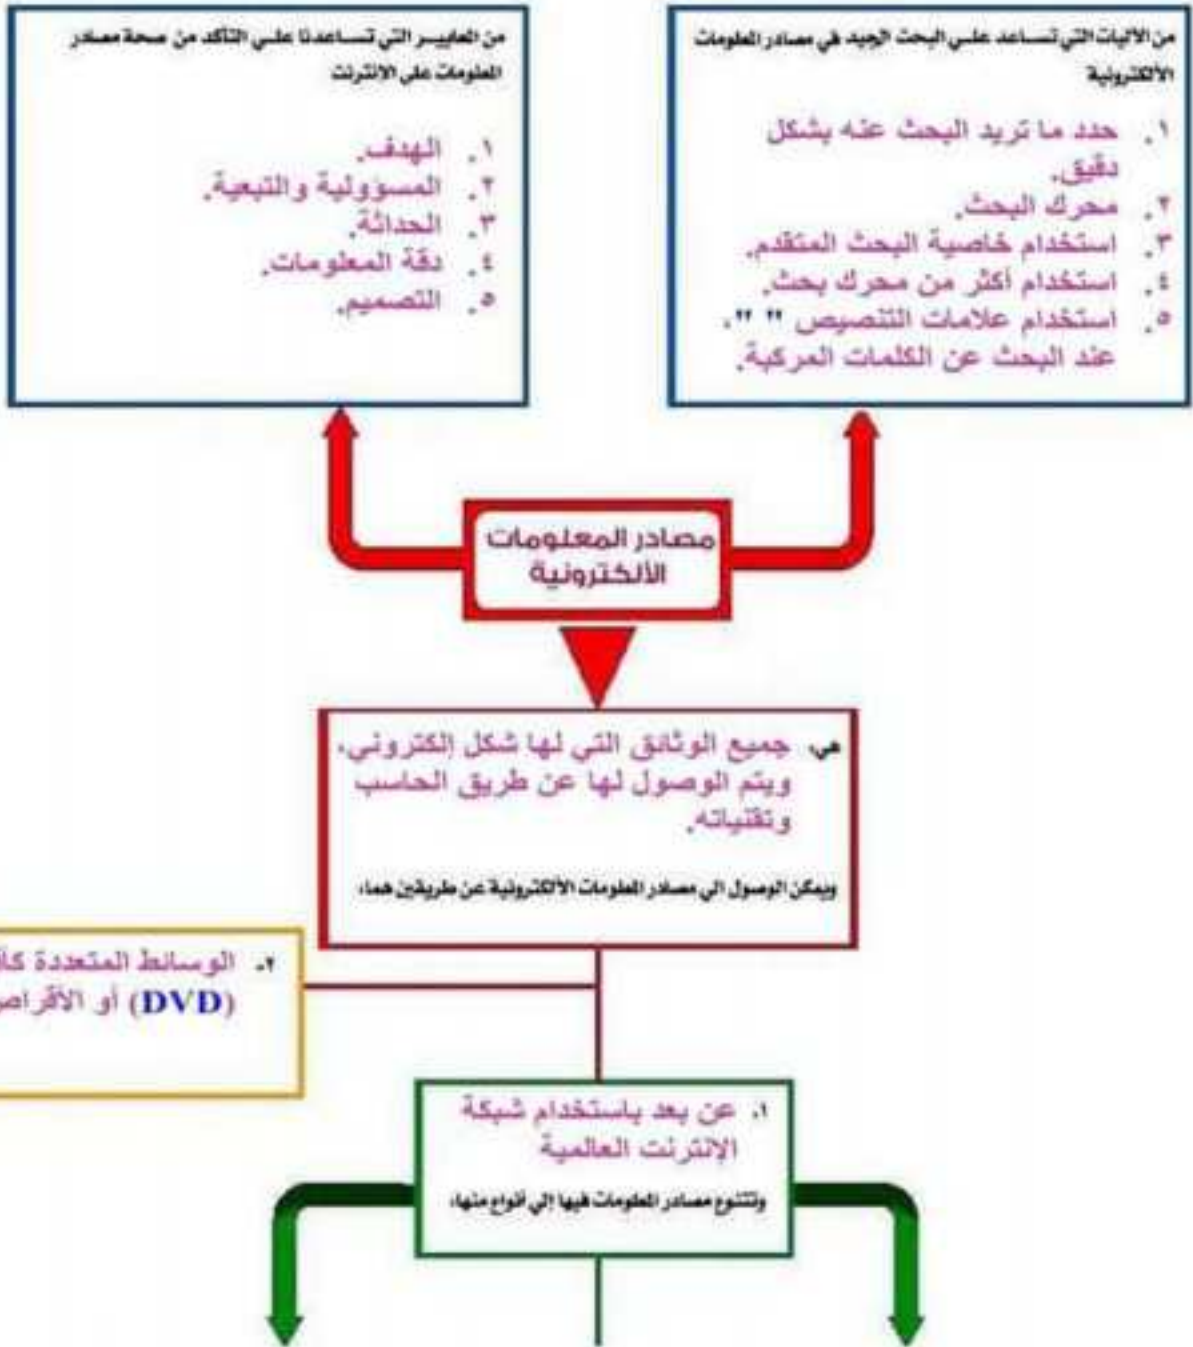 من الآليات التي تساعد على البحث الجيد في مصادر المعلومات
الألكترونية
١. حدد ما تريد البحث عنه بشكل
دقيق.
٢. محرك البحث.
٣. استخدام خاصية البحث المتقدم.
٤. استخدام أكثر من محرك بحث.
٥. استخدام علامات التنصيص " "،
عند البحث عن الكلمات المركبة.
من المعايير التي تساعدنا على التأكد من صحة مصادر
المعلومات على الانترنت
١. الهدف.
٢. المسؤولية والتبعية.
٣. الحداثة.
٤. دقة المعلومات.
٥. التصميم.
مصادر المعلومات
الألكترونية
هي، جميع الوثائق التي لها شكل إلكتروني،
ويتم الوصول لها عن طريق الحاسب
وتقنياته.
ويمكن الوصول الي مصادر المعلومات الألكترونية عن طريقين هما،
٢- الوسائط المتعددة
(DVD) أو
١. عن بعد باستخدام شبكة
الإنترنت العالمية
وتتنوع مصادر المعلومات فيها إلي أنواع منها،